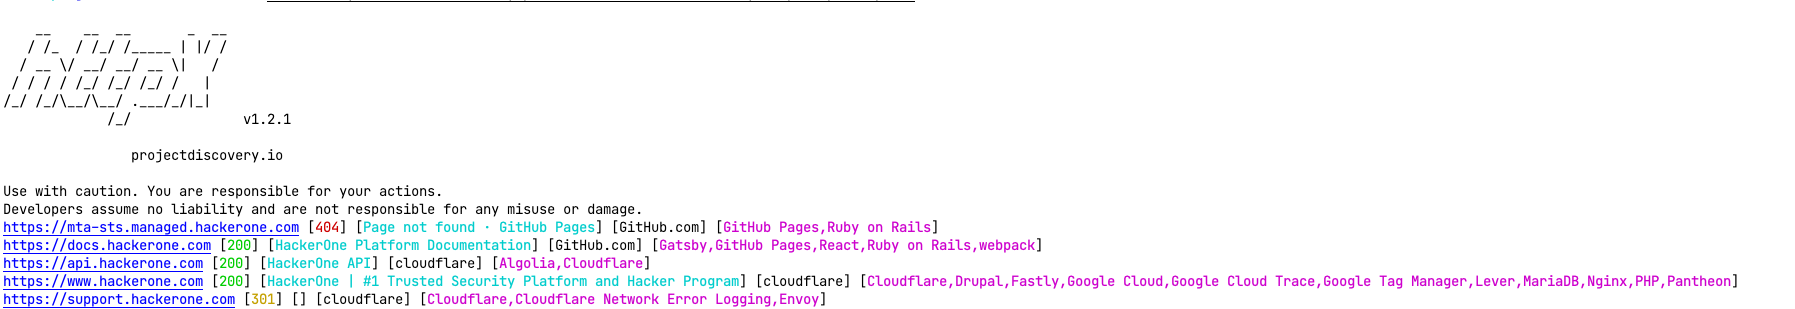 __    __  __       _  __
   / /_  / /_/ /_____ | |/ /
  / __ \/ __/ __/ __ \|   /
 / / / / /_/ /_/ /_/ /   |
/_/ /_/\__/\__/ .___/_/|_|
             /_/              v1.2.1
projectdiscovery.io
Use with caution. You are responsible for your actions.
Developers assume no liability and are not responsible for any misuse or damage.
https://mta-sts.managed.hackerone.com [404] [Page not found · GitHub Pages] [GitHub.com] [GitHub Pages,Ruby on Rails]
https://docs.hackerone.com [200] [HackerOne Platform Documentation] [GitHub.com] [Gatsby,GitHub Pages,React,Ruby on Rails,webpack]
https://api.hackerone.com [200] [HackerOne API] [cloudflare] [Algolia,Cloudflare]
https://www.hackerone.com [200] [HackerOne | #1 Trusted Security Platform and Hacker Program] [cloudflare] [Cloudflare,Drupal,Fastly,Google Cloud,Google Cloud Trace,Google Tag Manager,Lever,MariaDB,Nginx,PHP,Pantheon]
https://support.hackerone.com [301] [] [cloudflare] [Cloudflare,Cloudflare Network Error Logging,Envoy]